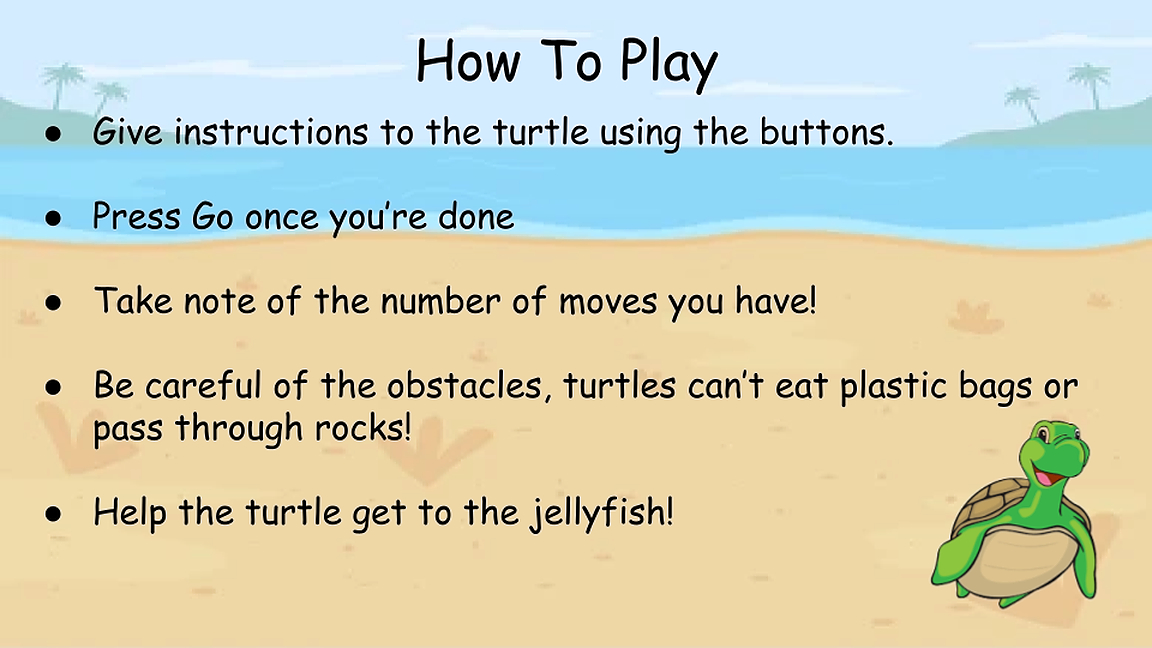 How To Play
● Give instructions to the turtle using the buttons.
● Press Go once you’re done
● Take note of the number of moves you have!
● Be careful of the obstacles, turtles can’t eat plastic bags or
pass through rocks!
● Help the turtle get to the jellyfish!